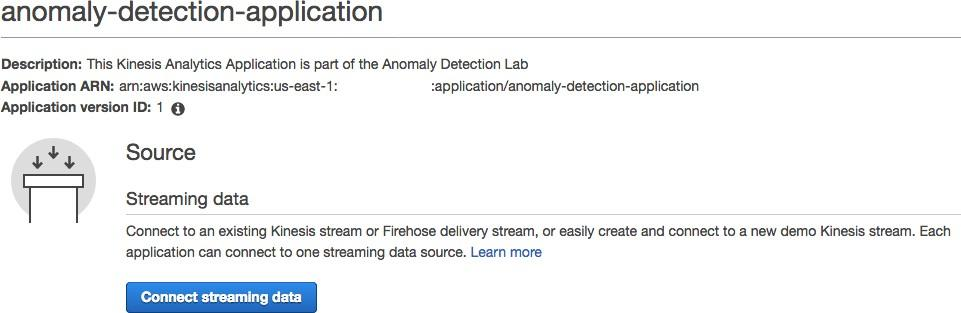 anomaly-detection-application
Description: This Kinesis Analytics Application is part of the Anomaly Detection Lab
Application ARN: arn:aws:kinesisanalytics:us-east-1: :application/anomaly-detection-application
Application version ID: 1
Source
Streaming data
Connect to an existing Kinesis stream or Firehose delivery stream, or easily create and connect to a new demo Kinesis stream. Each
application can connect to one streaming data source. Learn more
Connect streaming data